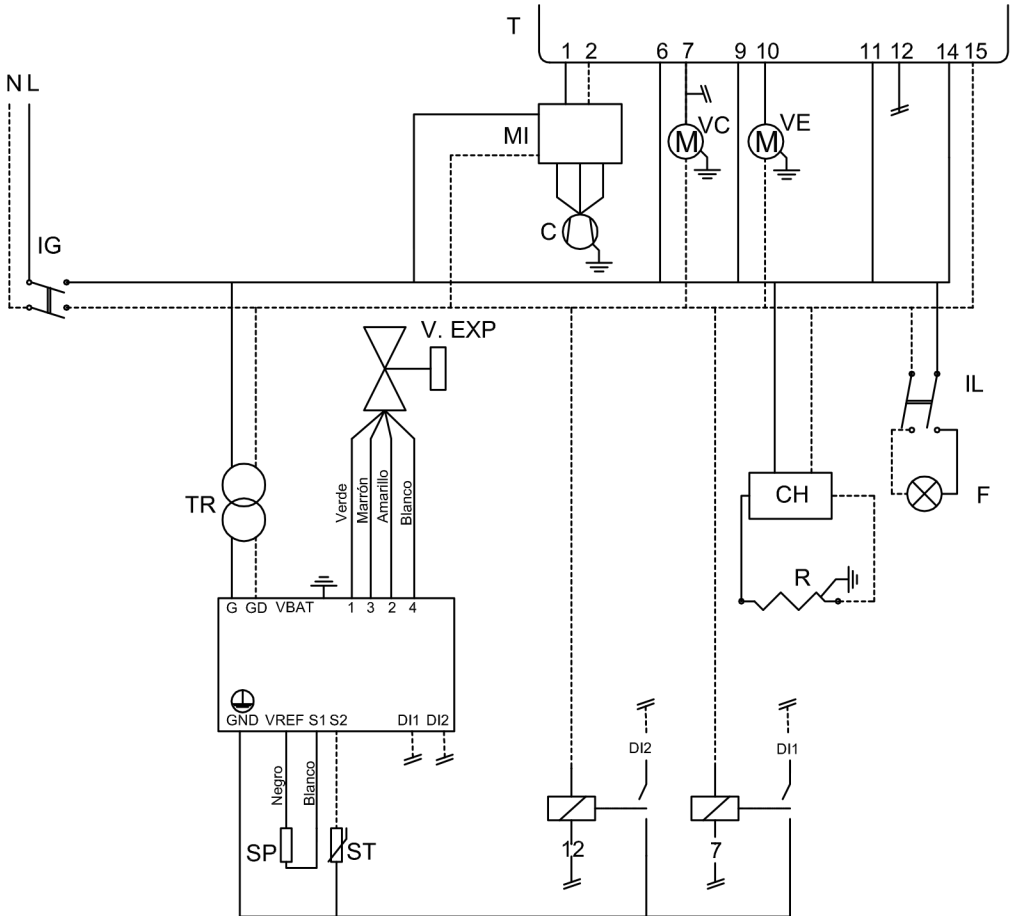 T
1 2 6 7 9 10 11 12 14 15
N L
MI VC M M VE
C
IG
V. EXP
IL
TR
Verde
Marrón
Amarillo
Blanco
CH
F
R
G GD VBAT 1 3 2 4
GND VREF S1 S2 DI1 DI2
DI2 DI1
Negro
Blanco
SP ST
12 7